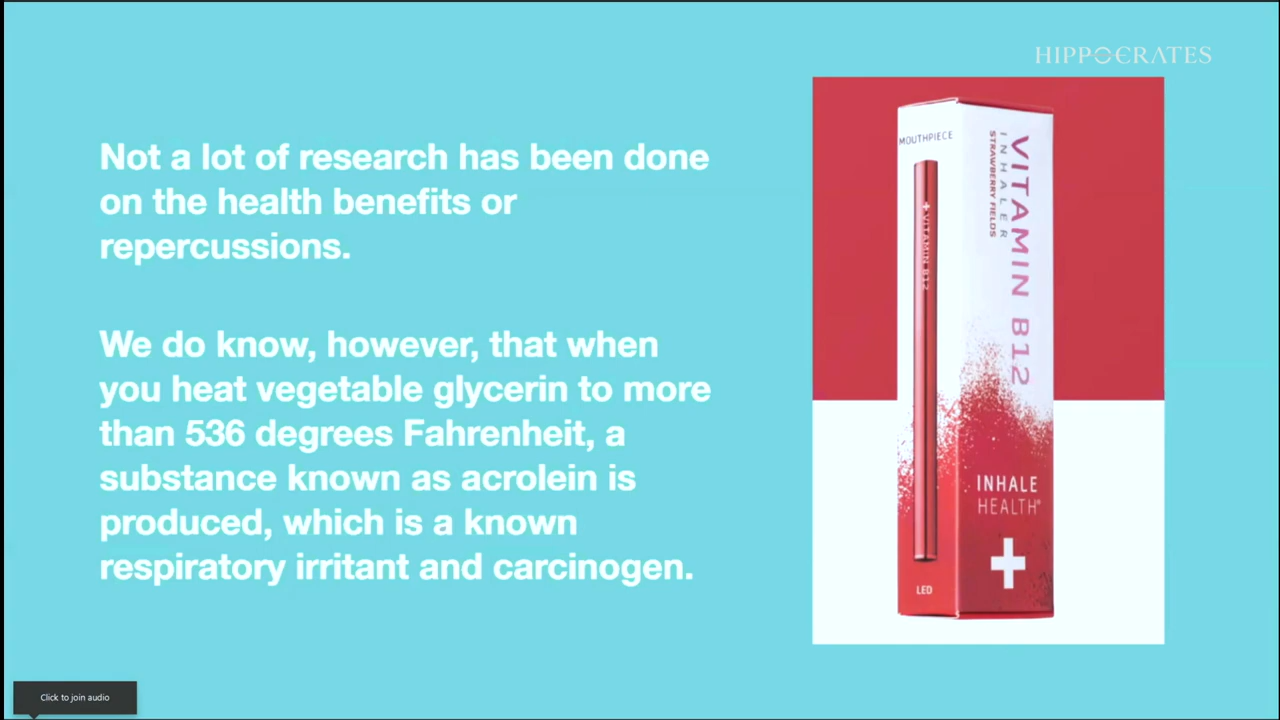 HIPPOCRATES
Not a lot of research has been done
on the health benefits or
repercussions.
We do know, however, that when
you heat vegetable glycerin to more
than 536 degrees Fahrenheit, a
substance known as acrolein is
produced, which is a known
respiratory irritant and carcinogen.
MOUTHPIECE
+ VITAMIN B12
LED
VITAMIN B12
INHALER
STRAWBERRY FIELDS
INHALE
HEALTH®
Click to join audio